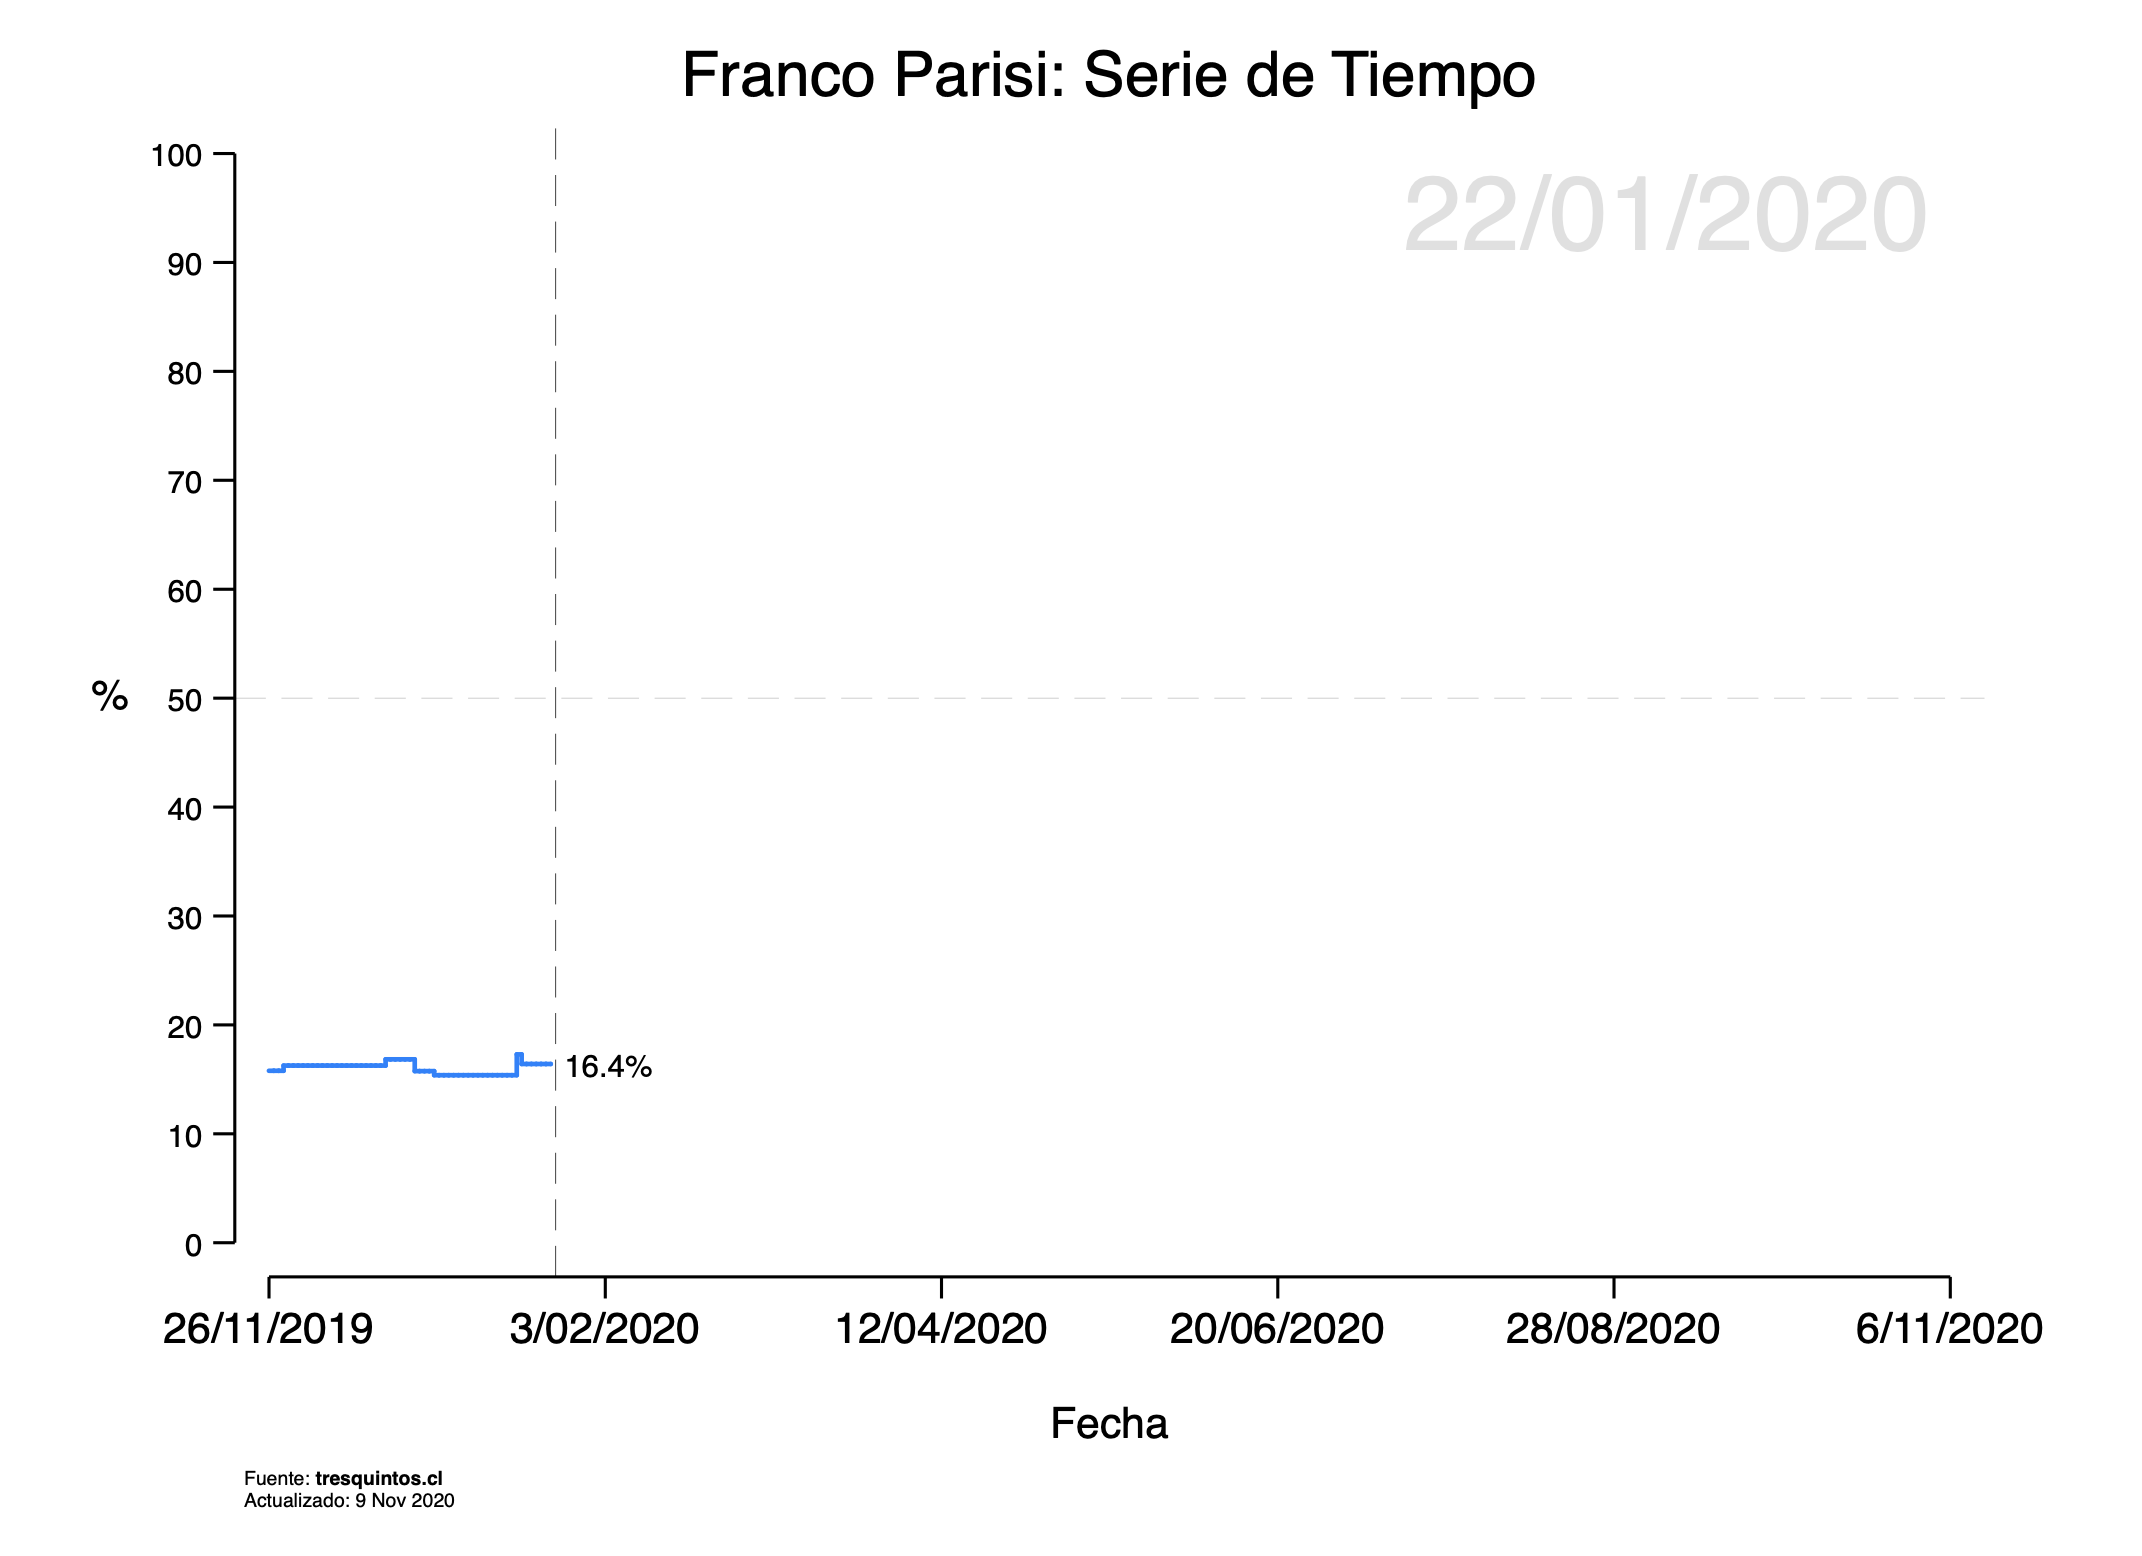 Franco Parisi: Serie de Tiempo
22/01/2020
100
90
80
70
60
% 50
40
30
20
16.4%
10
0
26/11/2019 3/02/2020 12/04/2020 20/06/2020 28/08/2020 6/11/2020
Fecha
Fuente: tresquintos.cl
Actualizado: 9 Nov 2020